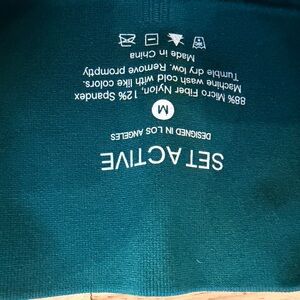 SET ACTIVE
DESIGNED IN LOS ANGELES
M
88% Micro Fiber Nylon, 12% Spandex
Machine wash cold with like colors.
Tumble dry low. Remove promptly.
Made in China